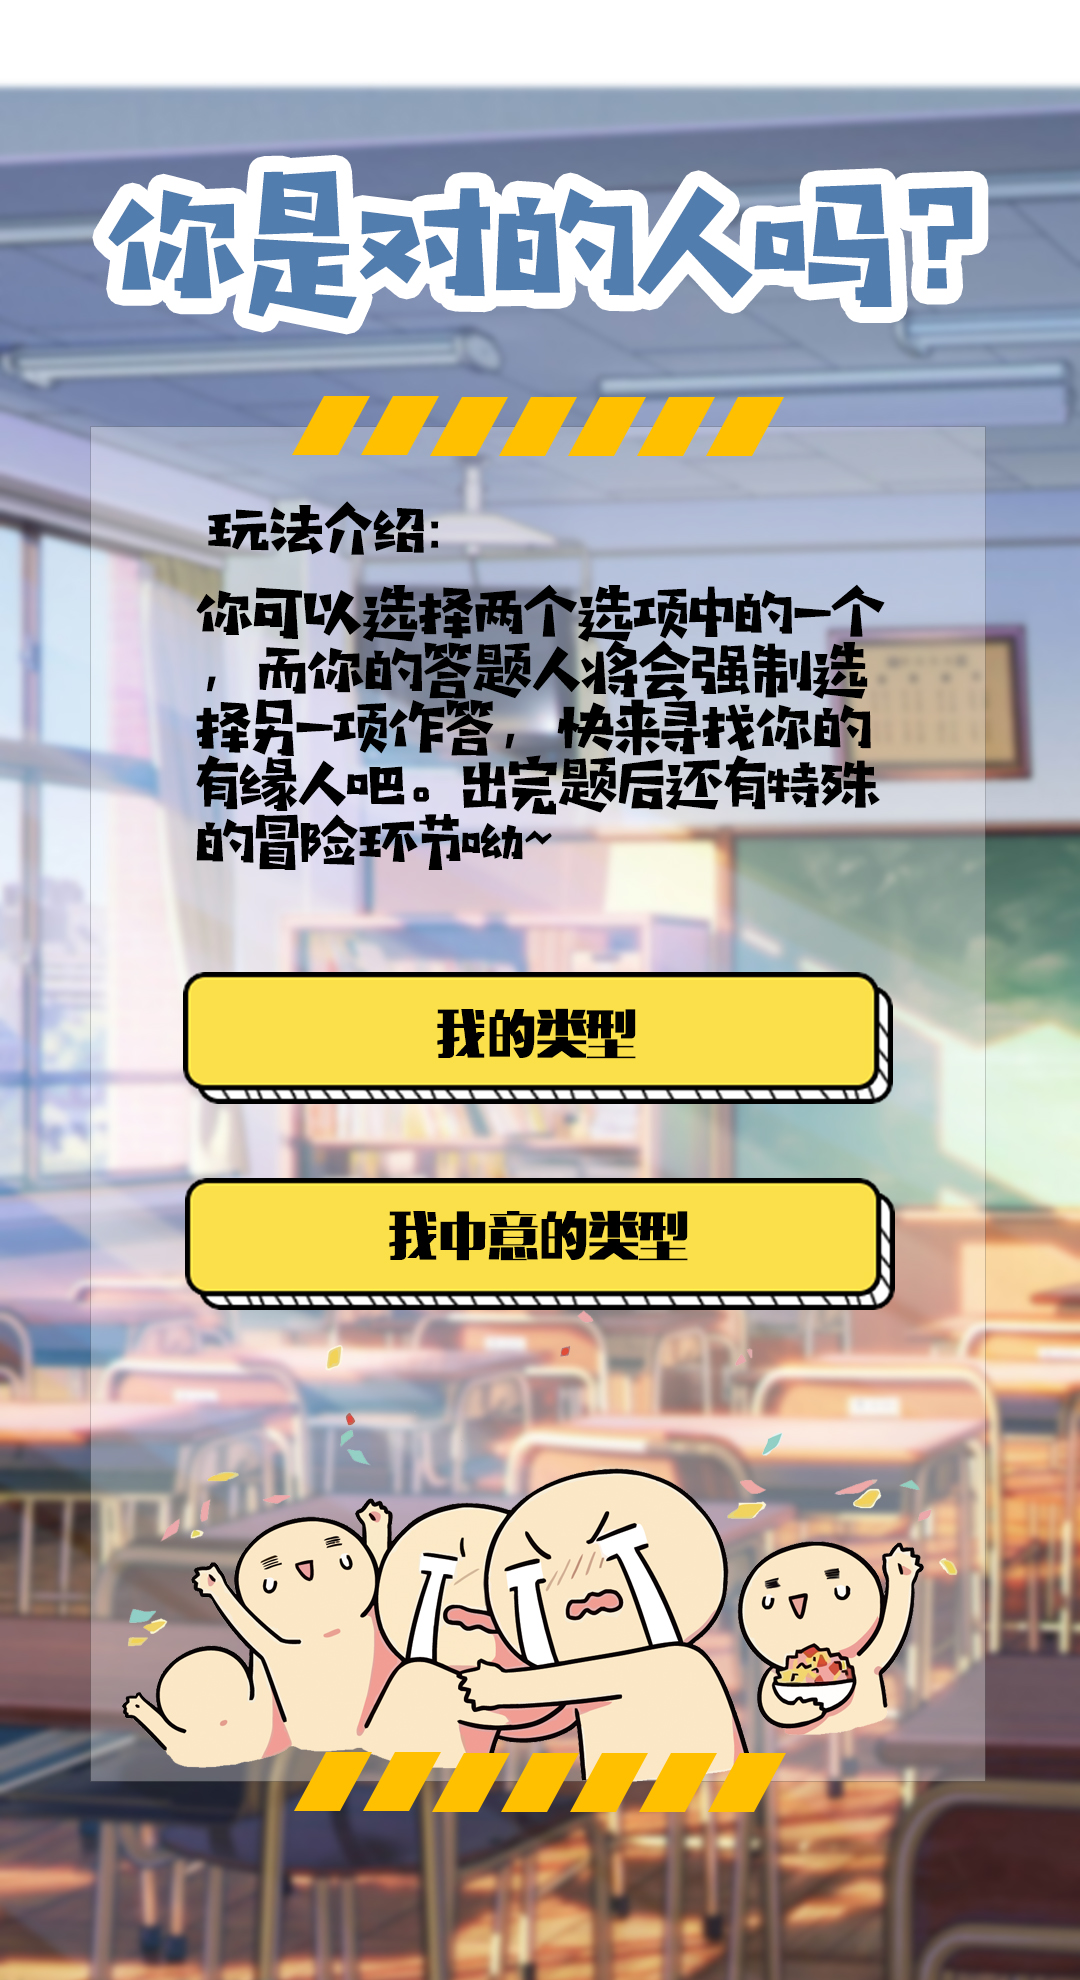 你是对的人吗?
玩法介绍:
你可以选择两个选项中的一个
，而你的答题人将会强制选
择另一项作答，快来寻找你的
有缘人吧。出完题后还有特殊
的冒险环节呦~
我的类型
我中意的类型